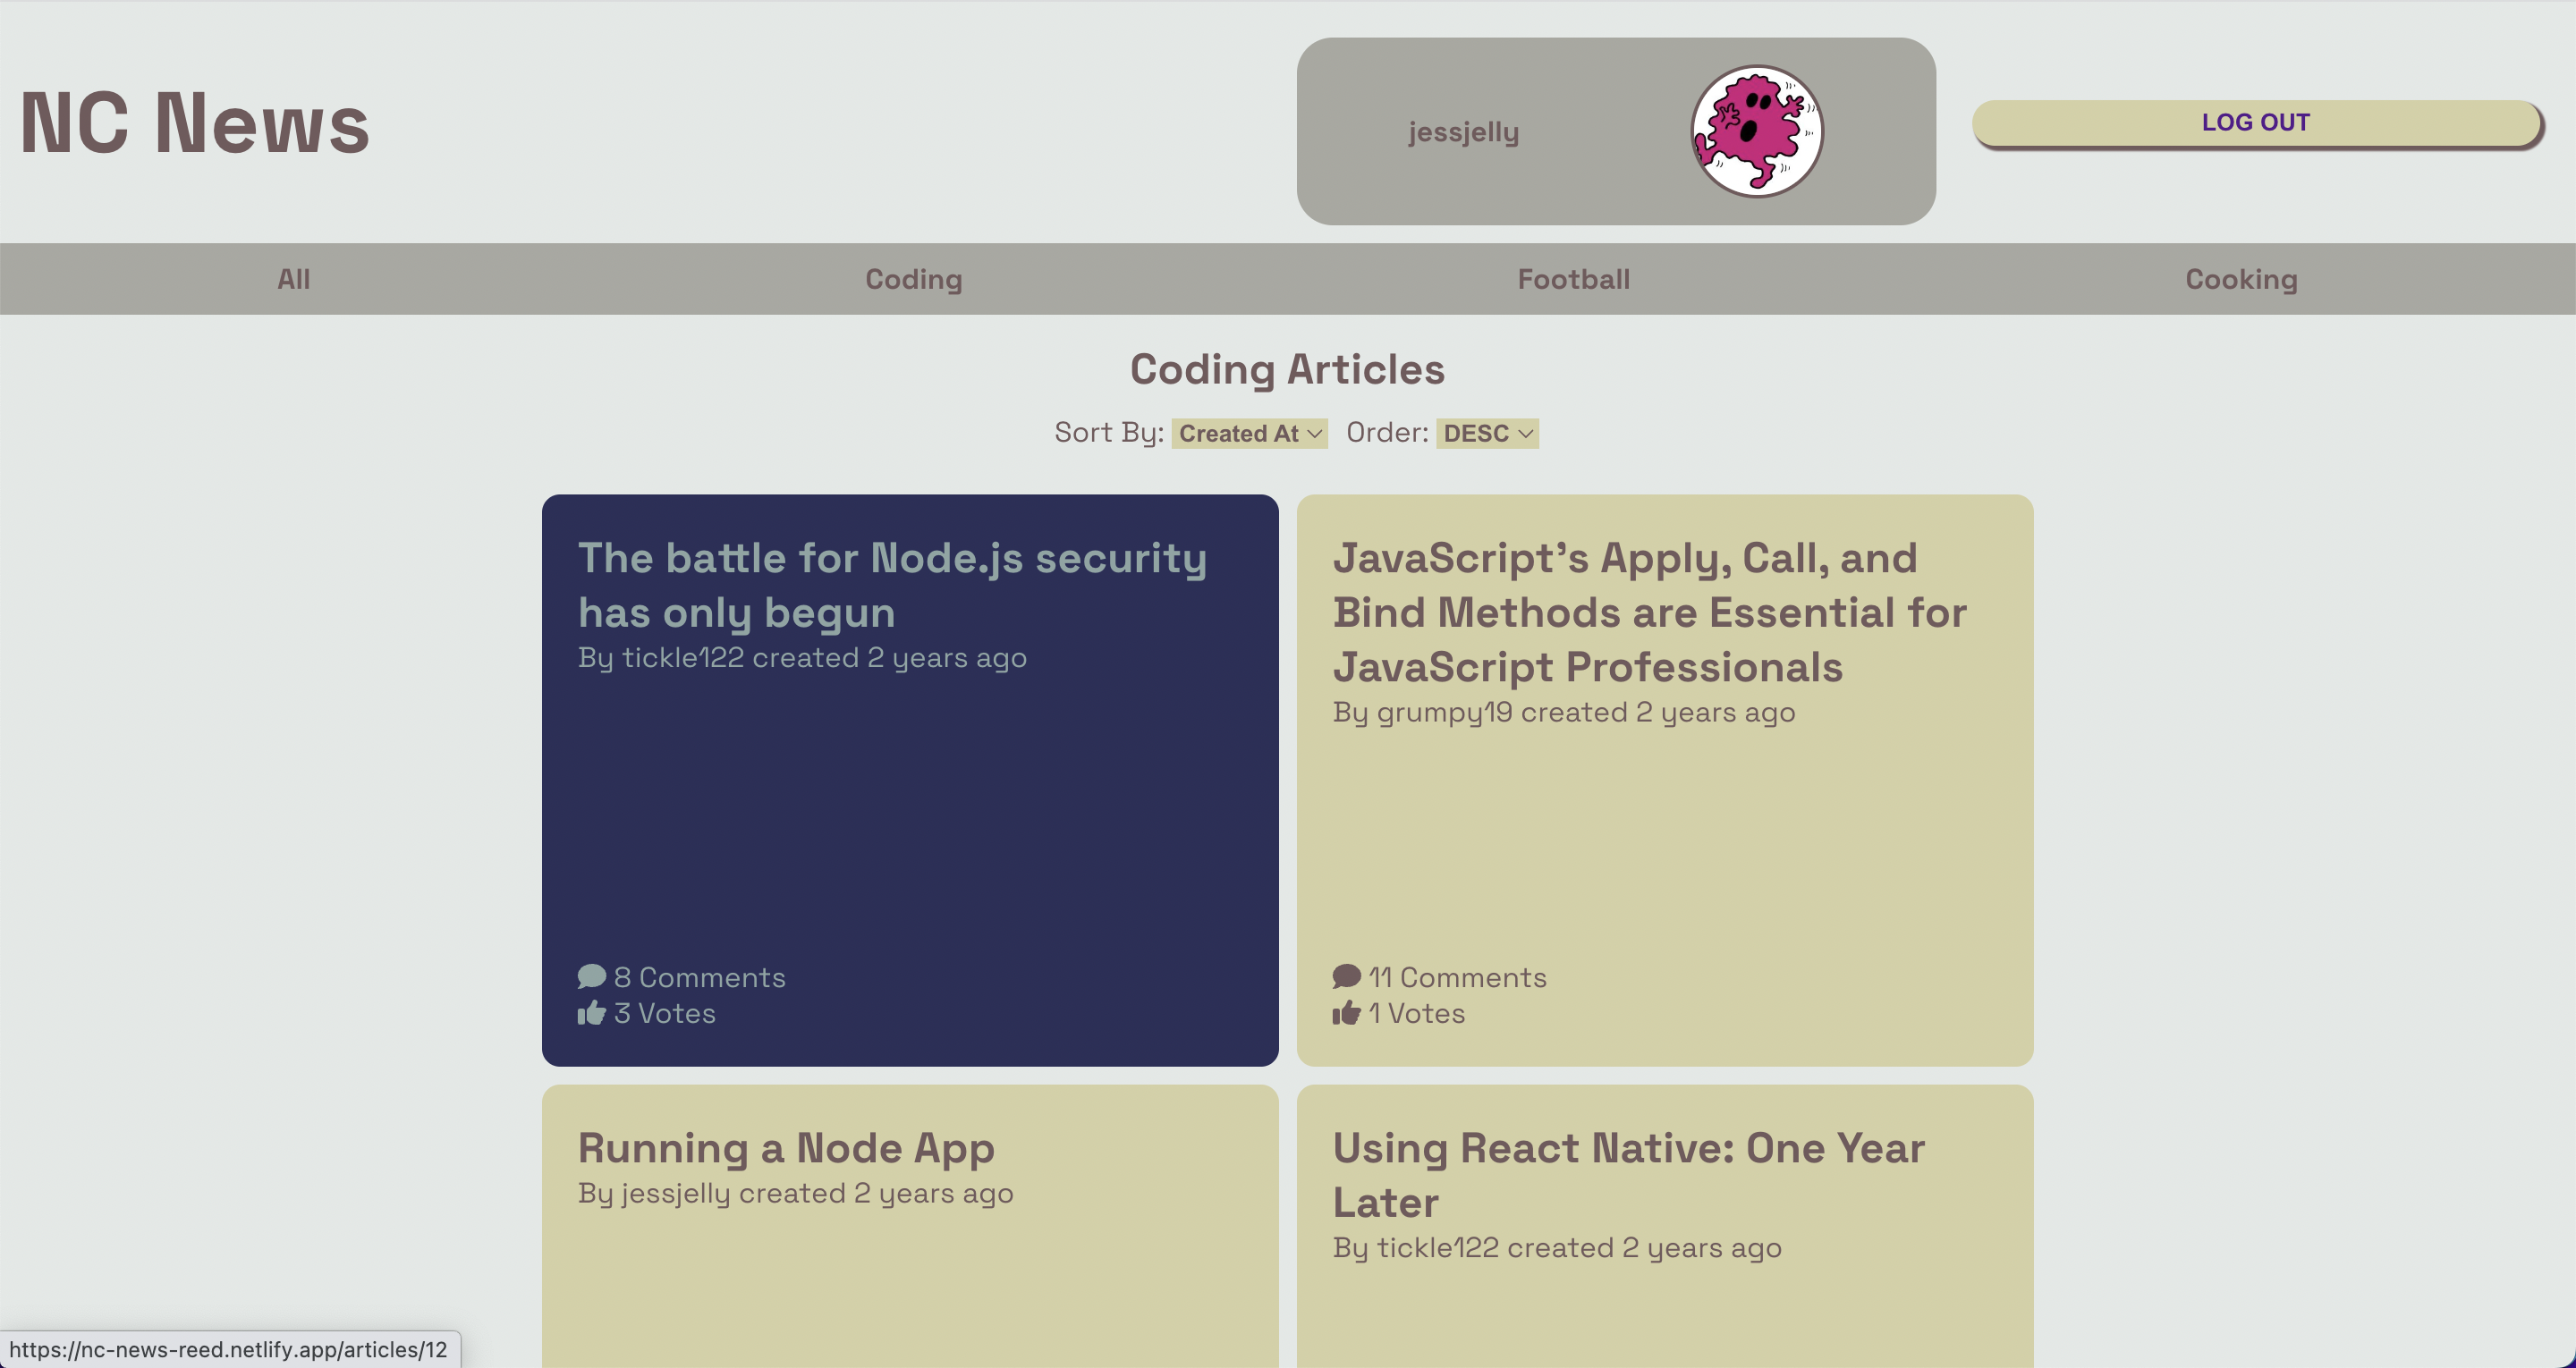 NC News
jessjelly
LOG OUT
All Coding Football Cooking
Coding Articles
Sort By: Created At Order: DESC
The battle for Node.js security
has only begun
By tickle122 created 2 years ago
8 Comments
3 Votes
JavaScript’s Apply, Call, and
Bind Methods are Essential for
JavaScript Professionals
By grumpy19 created 2 years ago
11 Comments
1 Votes
Running a Node App
By jessjelly created 2 years ago
Using React Native: One Year
Later
By tickle122 created 2 years ago
https://nc-news-reed.netlify.app/articles/12